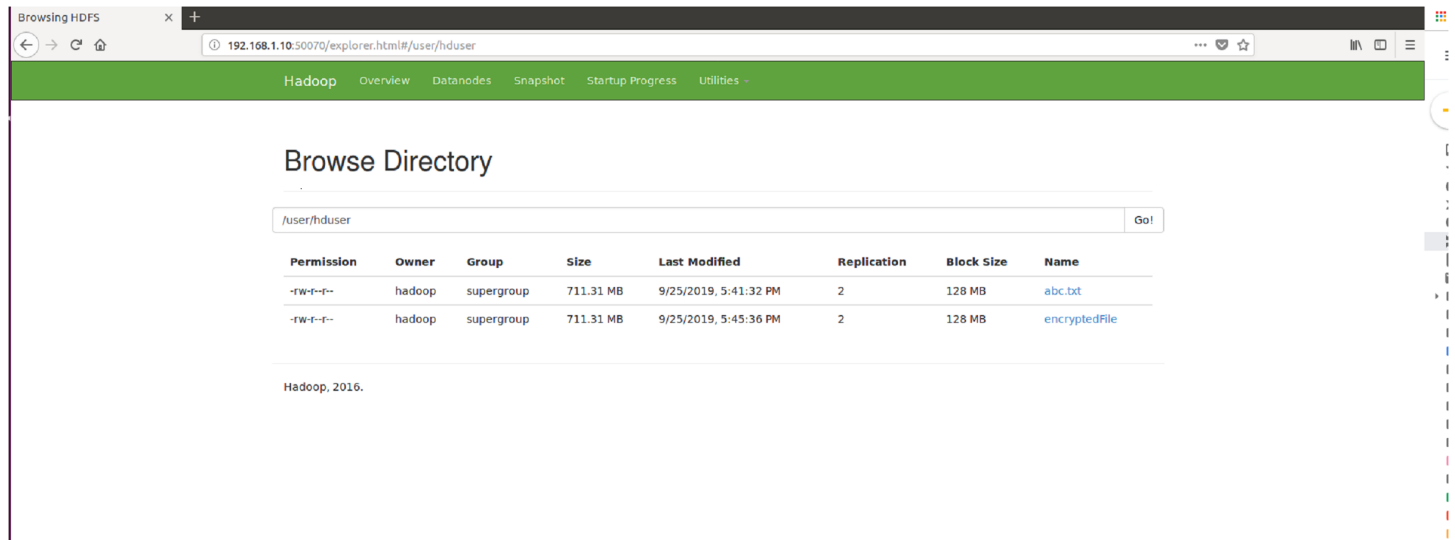 Browsing HDFS × +
192.168.1.10:50070/explorer.html#/user/hduser
Hadoop Overview Datanodes Snapshot Startup Progress Utilities
Browse Directory
/user/hduser Go!
Permission Owner Group Size Last Modified Replication Block Size Name
-rw-r--r-- hadoop supergroup 711.31 MB 9/25/2019, 5:41:32 PM 2 128 MB abc.txt
-rw-r--r-- hadoop supergroup 711.31 MB 9/25/2019, 5:45:36 PM 2 128 MB encryptedFile
Hadoop, 2016.